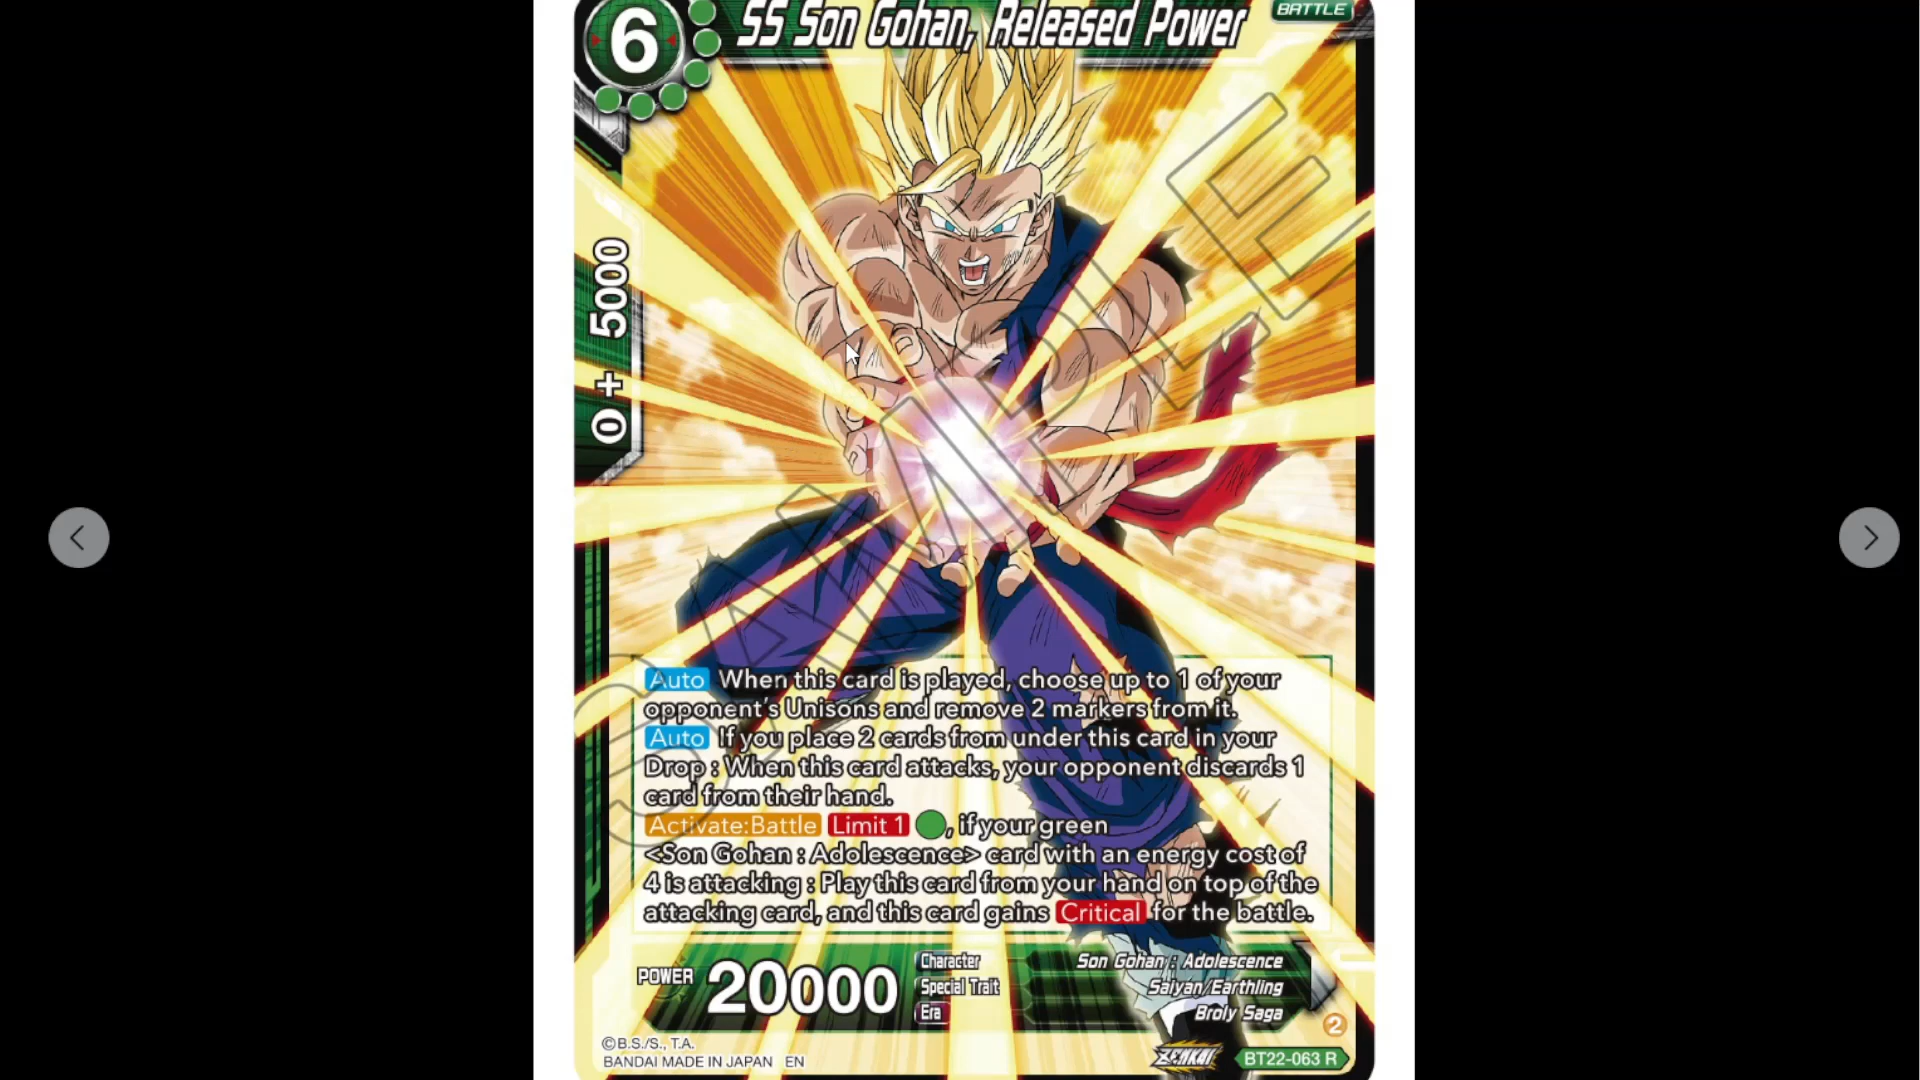 6
SS Son Gohan, Released Power
BATTLE
0 + 5000
SAMPLE
Auto When this card is played, choose up to 1 of your
opponent's Unisons and remove 2 markers from it.
Auto If you place 2 cards from under this card in your
Drop : When this card attacks, your opponent discards 1
card from their hand.
Activate:Battle Limit 1 , if your green
<Son Gohan : Adolescence> card with an energy cost of
4 is attacking : Play this card from your hand on top of the
attacking card, and this card gains Critical for the battle.
POWER 20000
Character Son Gohan : Adolescence
Special Trait Saiyan/Earthling
Era Broly Saga
2
©B.S./S., T.A.
BANDAI MADE IN JAPAN EN
ZENKAI
BT22-063 R